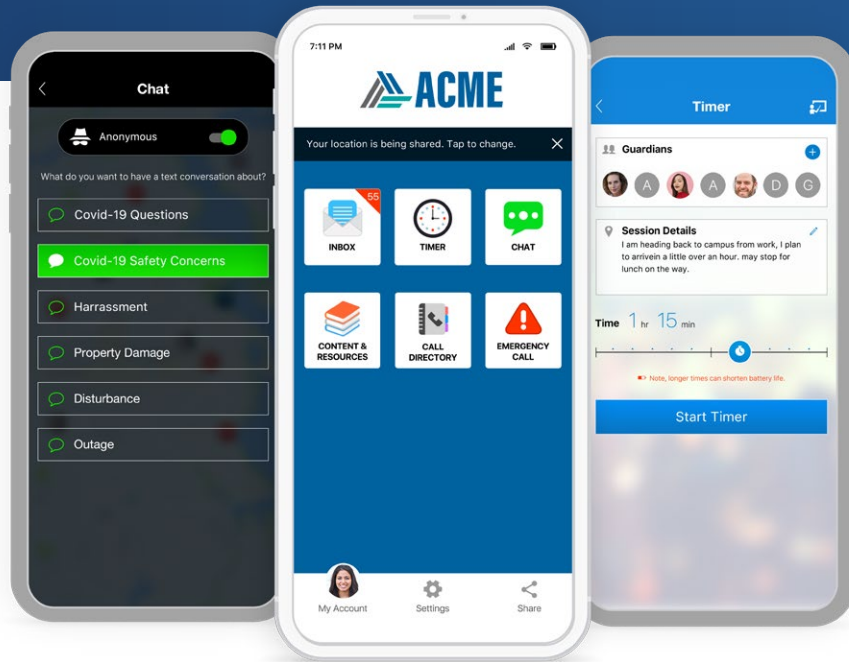 Chat
Anonymous
What do you want to have a text conversation about?
Covid-19 Questions
Covid-19 Safety Concerns
Harrassment
Property Damage
Disturbance
Outage
7:11 PM
ACME
Your location is being shared. Tap to change.
55
INBOX
TIMER
CHAT
CONTENT &
RESOURCES
CALL
DIRECTORY
EMERGENCY
CALL
My Account
Settings
Share
Timer
Guardians
A
A
D
G
Session Details
I am heading back to campus from work, I plan
to arrivein a little over an hour. may stop for
lunch on the way.
Time 1 hr 15 min
Note, longer times can shorten battery life.
Start Timer